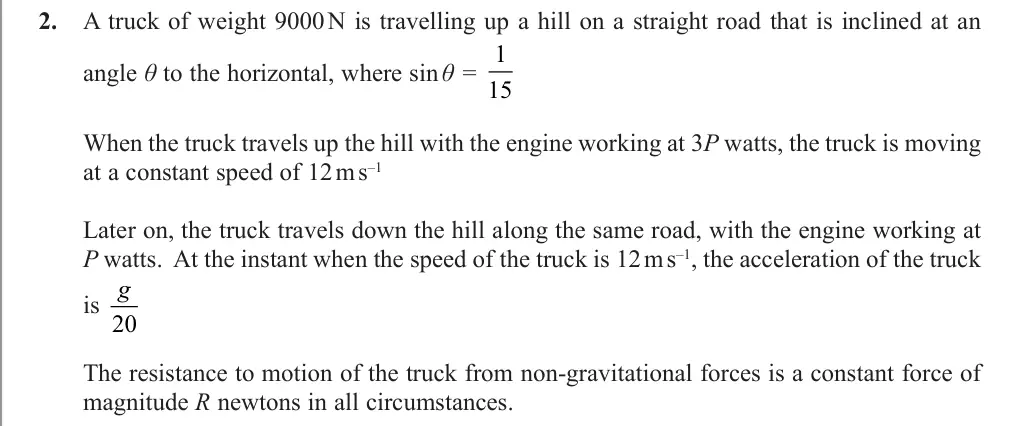 2. A truck of weight 9000 N is travelling up a hill on a straight road that is inclined at an
angle θ to the horizontal, where sin θ = 1/15
When the truck travels up the hill with the engine working at 3P watts, the truck is moving
at a constant speed of 12 m s⁻¹
Later on, the truck travels down the hill along the same road, with the engine working at
P watts. At the instant when the speed of the truck is 12 m s⁻¹, the acceleration of the truck
is g/20
The resistance to motion of the truck from non-gravitational forces is a constant force of
magnitude R newtons in all circumstances.